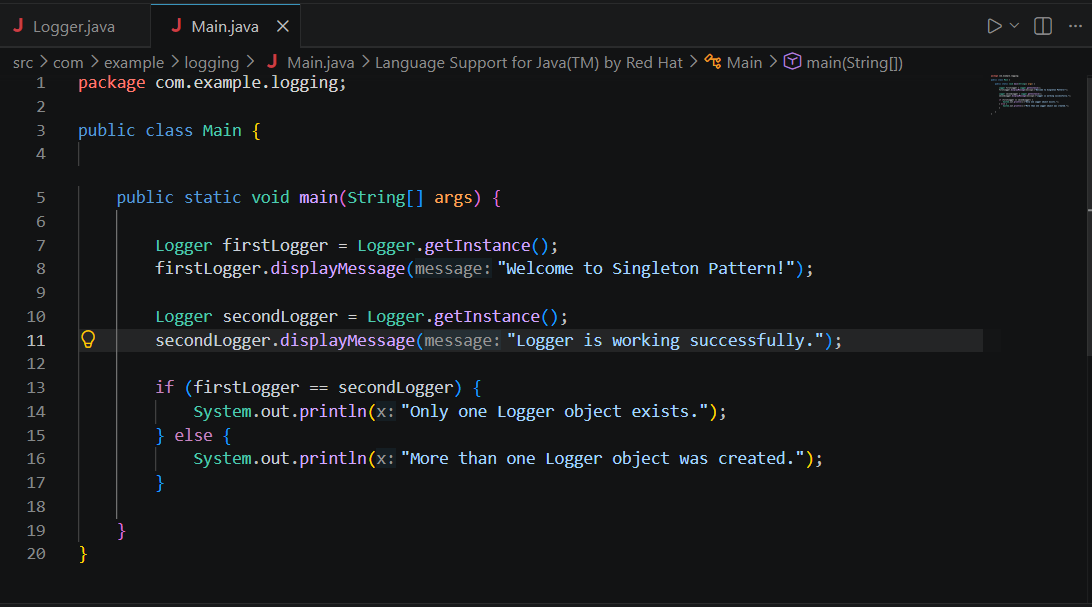 J Logger.java J Main.java
src > com > example > logging > J Main.java > Language Support for Java(TM) by Red Hat > Main > main(String[])
1 package com.example.logging;
2
3 public class Main {
4
5     public static void main(String[] args) {
6
7         Logger firstLogger = Logger.getInstance();
8         firstLogger.displayMessage(message: "Welcome to Singleton Pattern!");
9
10         Logger secondLogger = Logger.getInstance();
11         secondLogger.displayMessage(message: "Logger is working successfully.");
12
13         if (firstLogger == secondLogger) {
14             System.out.println(x: "Only one Logger object exists.");
15         } else {
16             System.out.println(x: "More than one Logger object was created.");
17         }
18
19     }
20 }